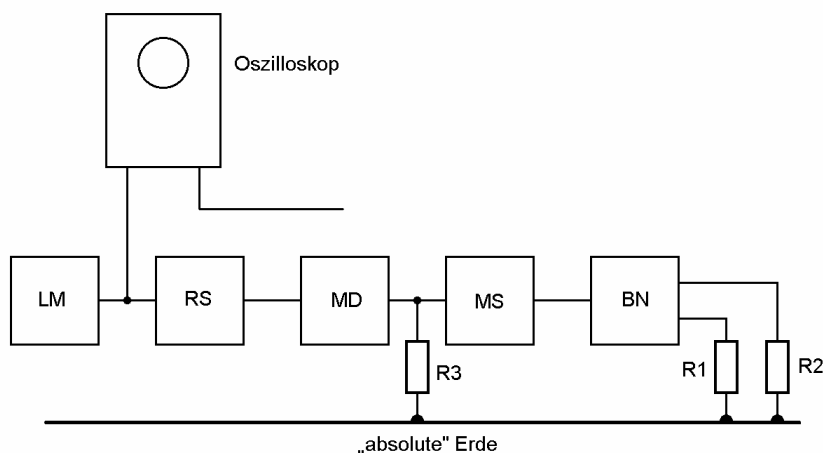 Oszilloskop
LM
RS
MD
MS
BN
R3
R1
R2
„absolute" Erde